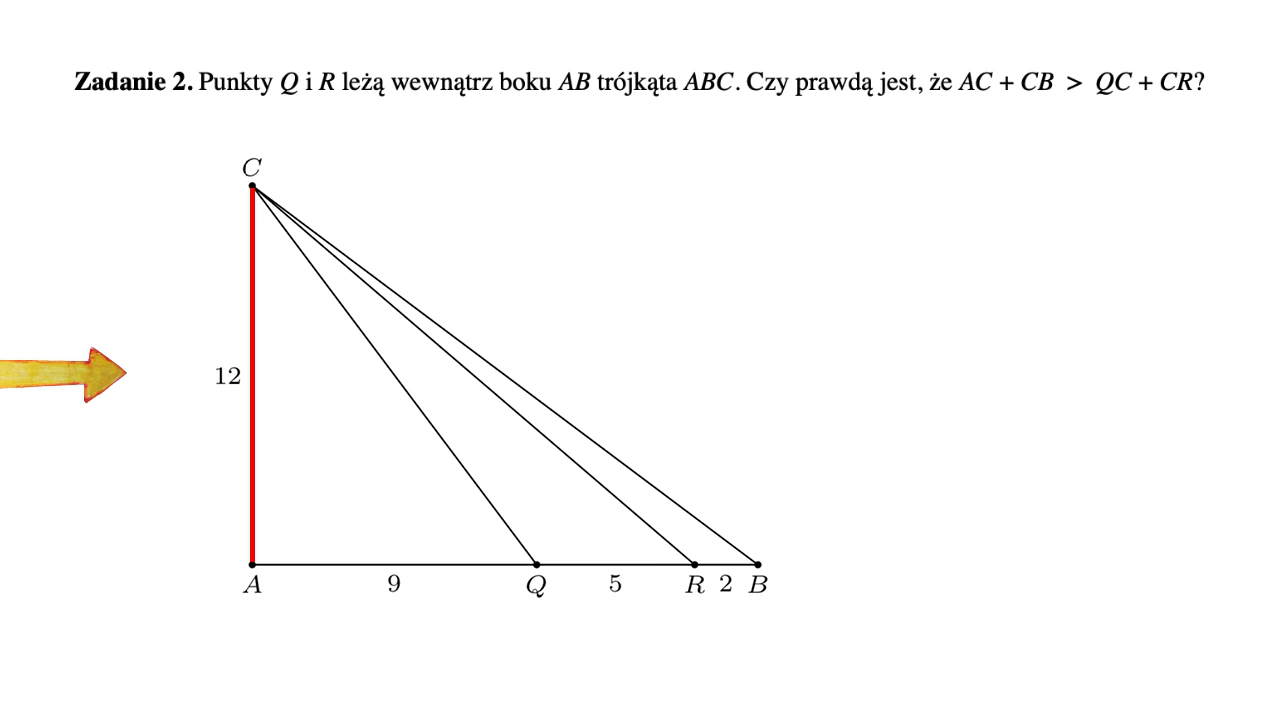 Zadanie 2. Punkty Q i R leżą wewnątrz boku AB trójkąta ABC. Czy prawdą jest, że AC + CB > QC + CR?
C
12
A 9 Q 5 R 2 B